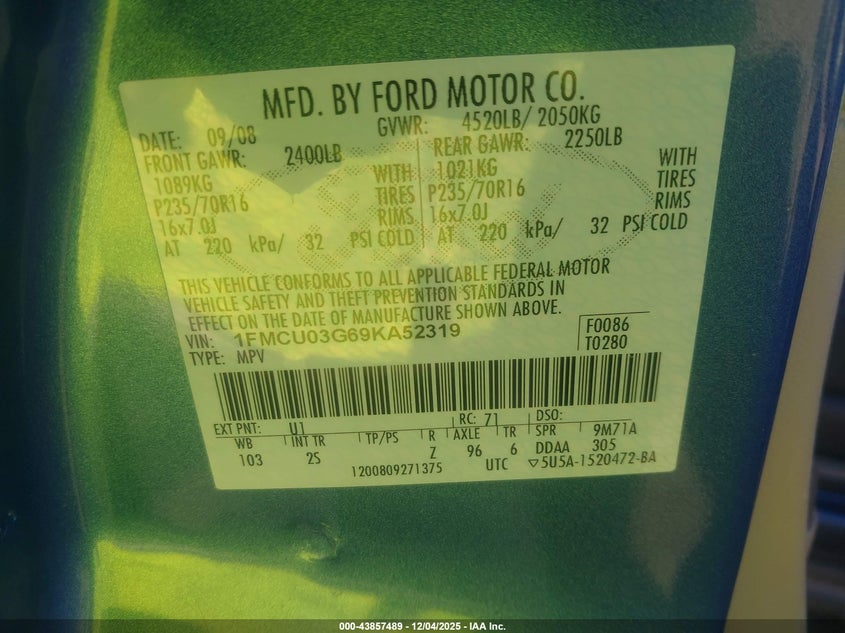 MFD. BY FORD MOTOR CO.
DATE: 09/08 GVWR: 4520LB/ 2050KG
FRONT GAWR: 2400LB REAR GAWR: 2250LB
1089KG WITH 1021KG WITH
P235/70R16 TIRES P235/70R16 TIRES
16x7.0J RIMS 16x7.0J RIMS
AT 220 kPa/ 32 PSI COLD AT 220 kPa/ 32 PSI COLD
THIS VEHICLE CONFORMS TO ALL APPLICABLE FEDERAL MOTOR
VEHICLE SAFETY AND THEFT PREVENTION STANDARDS IN
EFFECT ON THE DATE OF MANUFACTURE SHOWN ABOVE.
VIN: 1FMCU03G69KA52319 F0086
TYPE: MPV T0280
EXT PNT: U1 RC: 71 DSO:
WB INT TR TP/PS R AXLE TR SPR 9M71A
103 2S Z 96 6 DDAA 305
1200809271375 UTC ▽5U5A-1520472-BA
000-43857489 - 12/04/2025 - IAA Inc.